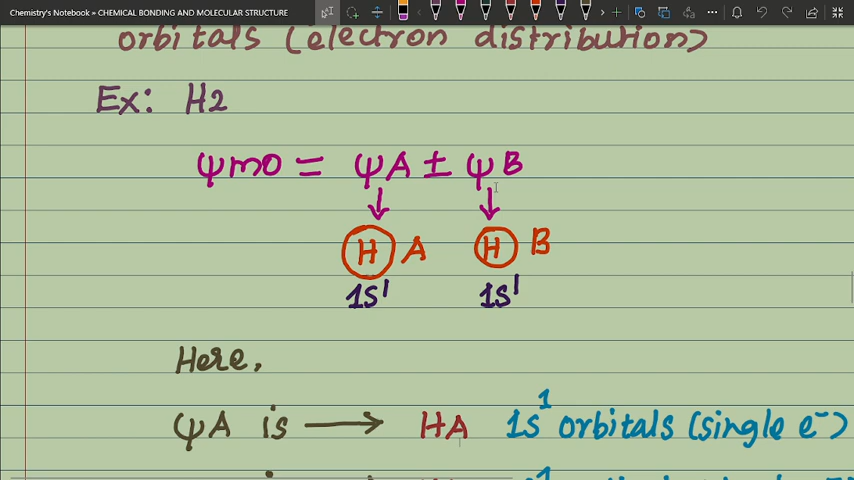 Chemistry's Notebook » CHEMICAL BONDING AND MOLECULAR STRUCTURE
orbitals (electron distribution)
Ex: H2
ψmo = ψA ± ψB
H A H B
1s¹ 1s¹
Here,
ψA is → HA 1s¹ orbitals (single e⁻)